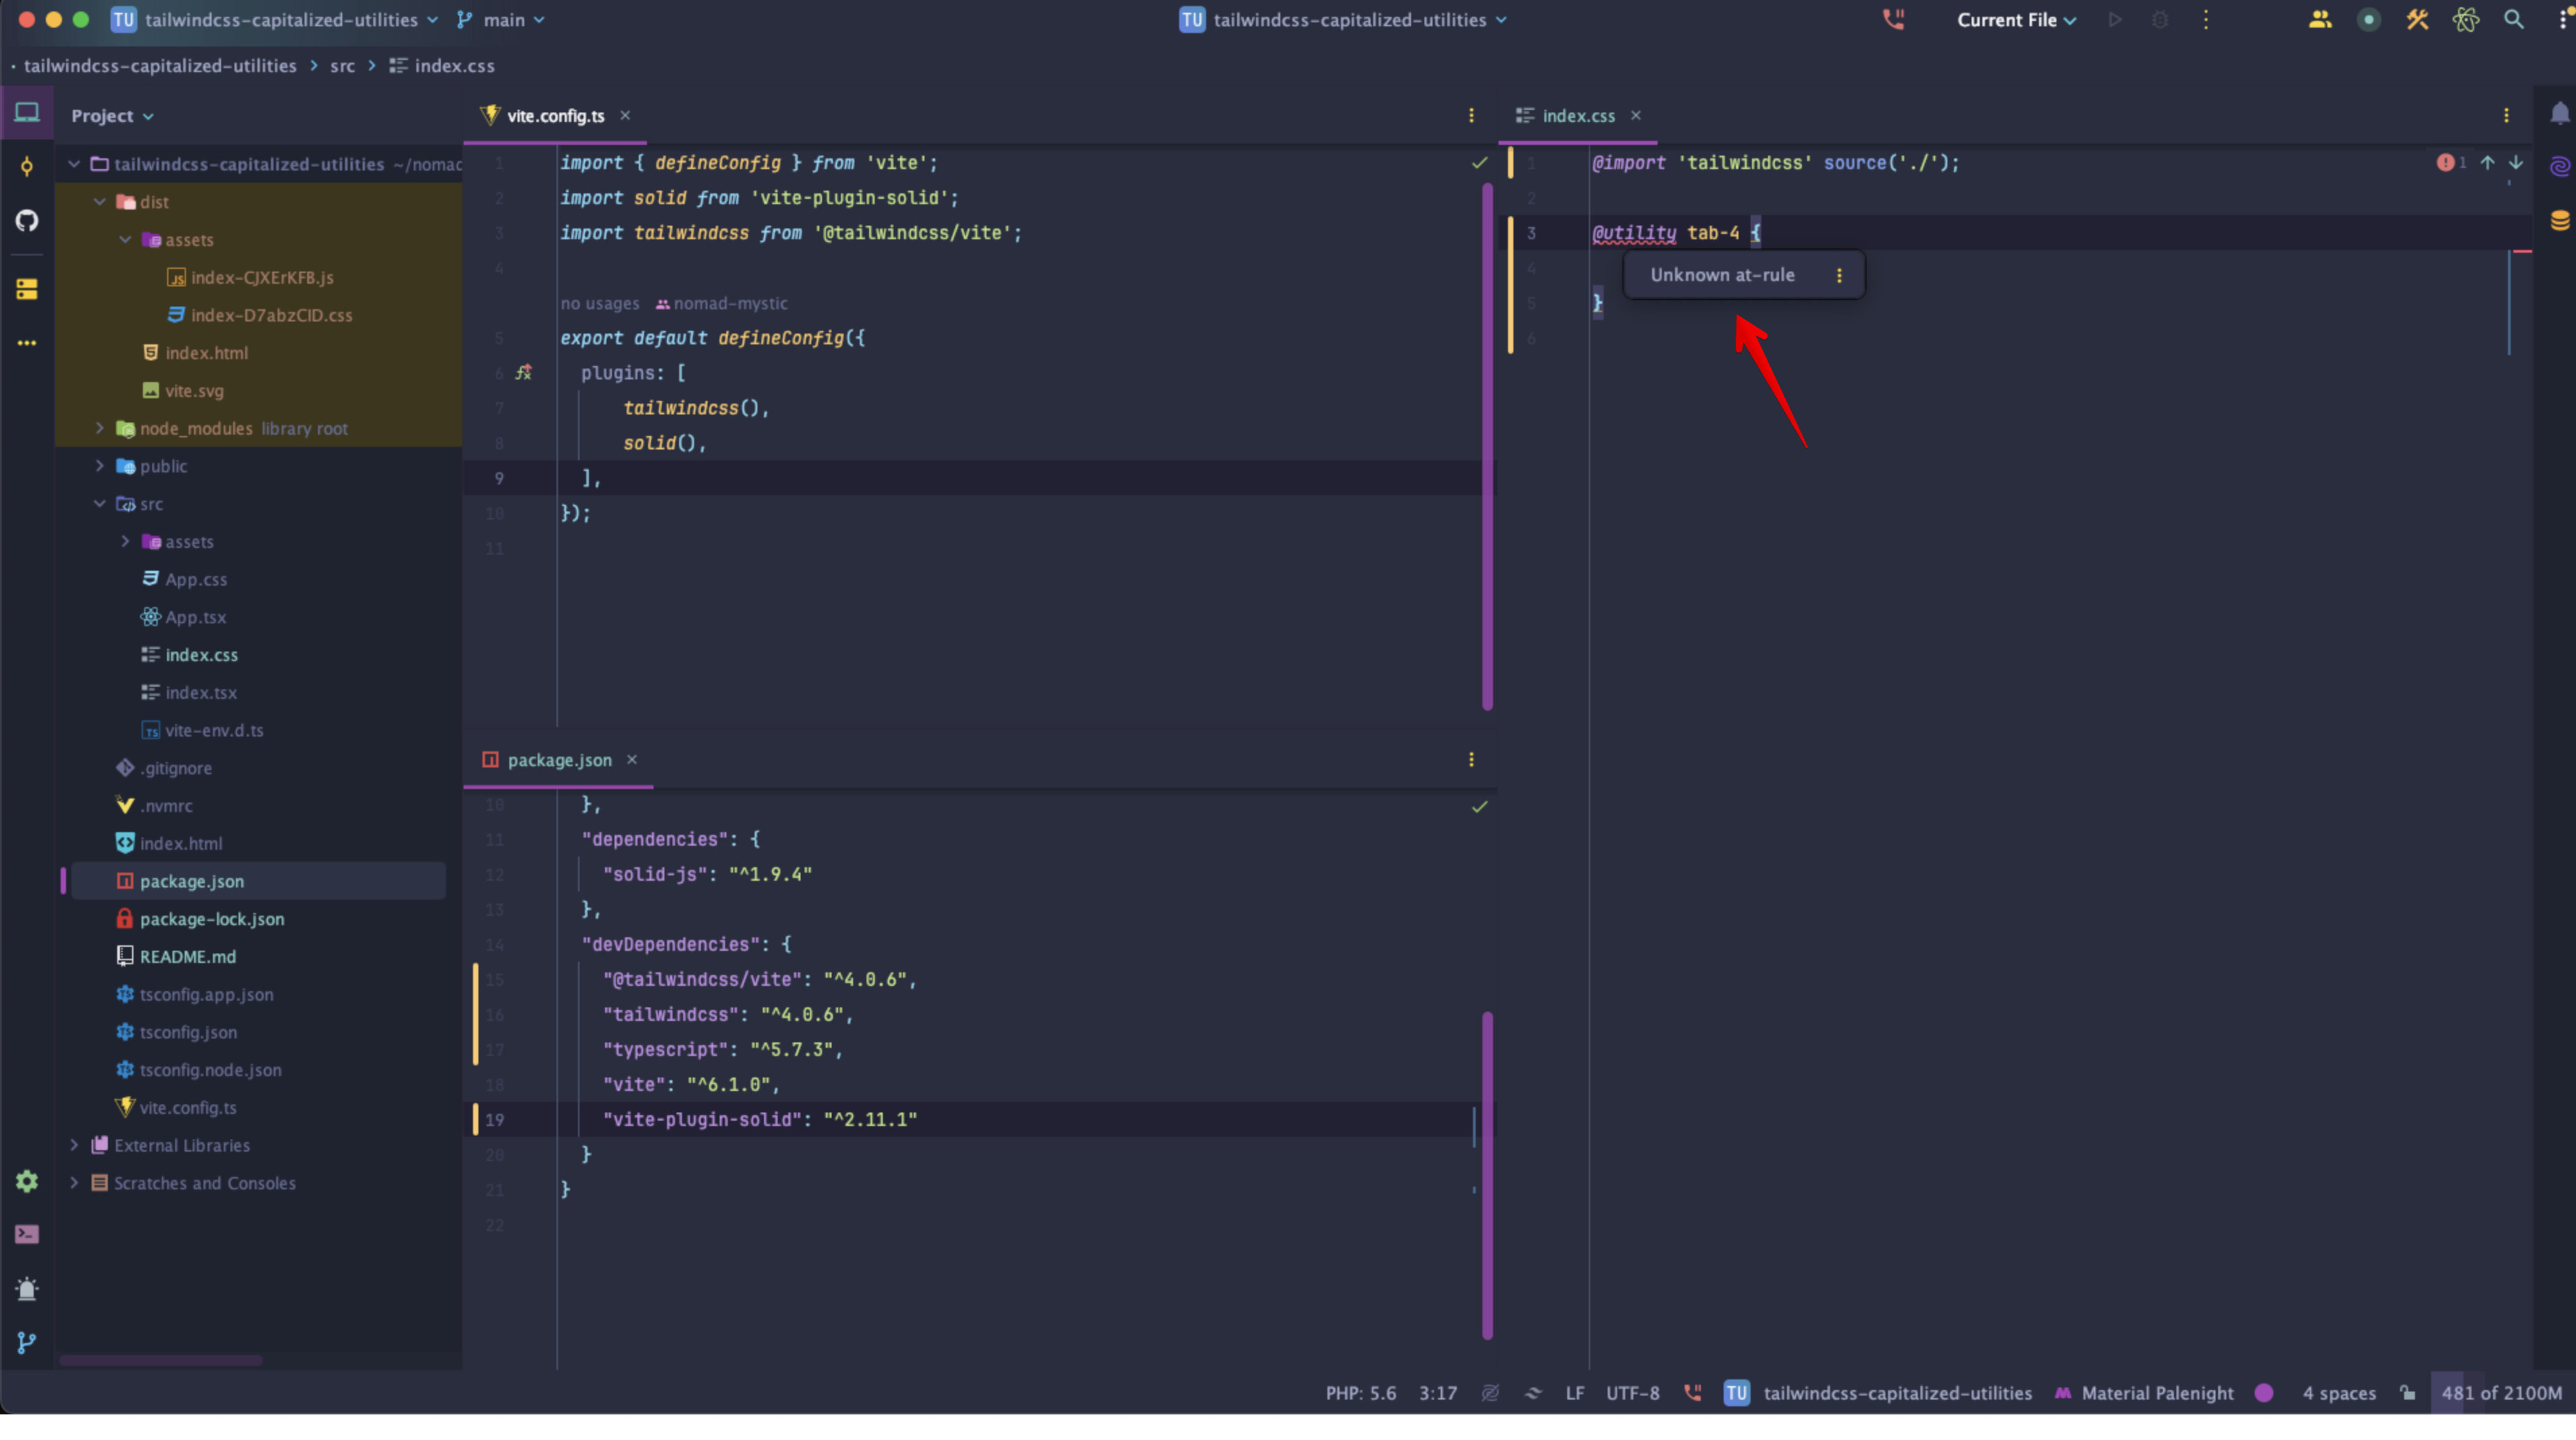 TU tailwindcss-capitalized-utilities main
TU tailwindcss-capitalized-utilities
Current File
tailwindcss-capitalized-utilities > src > index.css
Project
tailwindcss-capitalized-utilities ~/nomad
dist
assets
index-CJXErKFB.js
index-D7abzClD.css
index.html
vite.svg
node_modules library root
public
src
assets
App.css
App.tsx
index.css
index.tsx
vite-env.d.ts
.gitignore
.nvmrc
index.html
package.json
package-lock.json
README.md
tsconfig.app.json
tsconfig.json
tsconfig.node.json
vite.config.ts
External Libraries
Scratches and Consoles
vite.config.ts
1 import { defineConfig } from 'vite';
2 import solid from 'vite-plugin-solid';
3 import tailwindcss from '@tailwindcss/vite';
4
no usages nomad-mystic
5 export default defineConfig({
6 plugins: [
7 tailwindcss(),
8 solid(),
9 ],
10 });
11
package.json
10 },
11 "dependencies": {
12 "solid-js": "^1.9.4"
13 },
14 "devDependencies": {
15 "@tailwindcss/vite": "^4.0.6",
16 "tailwindcss": "^4.0.6",
17 "typescript": "^5.7.3",
18 "vite": "^6.1.0",
19 "vite-plugin-solid": "^2.11.1"
20 }
21 }
22
index.css
1 @import 'tailwindcss' source('./');
1
2
3 @utility tab-4 {
4
Unknown at-rule
5 }
6
PHP: 5.6 3:17 LF UTF-8 TU tailwindcss-capitalized-utilities Material Palenight 4 spaces 481 of 2100M